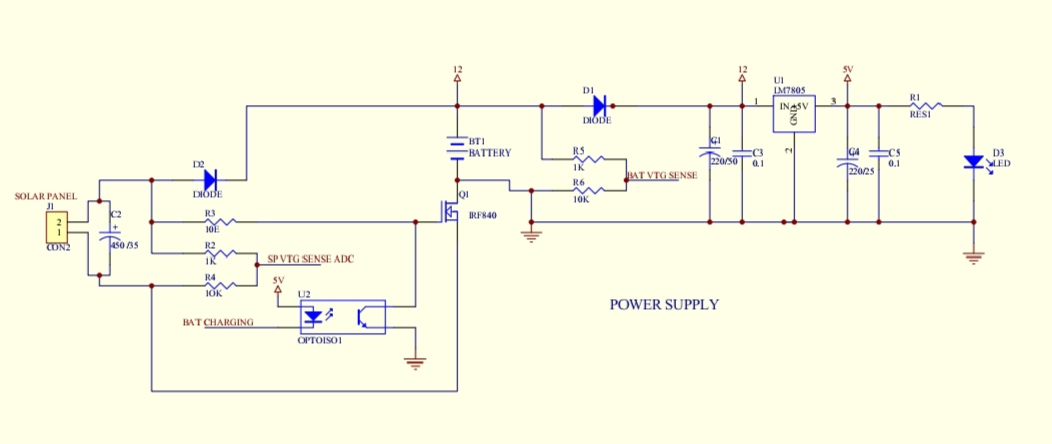 SOLAR PANEL
J1
2
1
CON2
C2
+
450 /35
D2
DIODE
R3
10E
R2
1K
R4
10K
SP VTG SENSE ADC
5V
U2
BAT CHARGING
OPTOISO1
12
BT1
BATTERY
Q1
IRF840
D1
DIODE
R5
1K
R6
10K
BAT VTG SENSE
12
C1
220/50
C3
0.1
U1
LM7805
1
IN +5V
GND
3
2
5V
C4
220/25
C5
0.1
R1
RES1
D3
LED
POWER SUPPLY